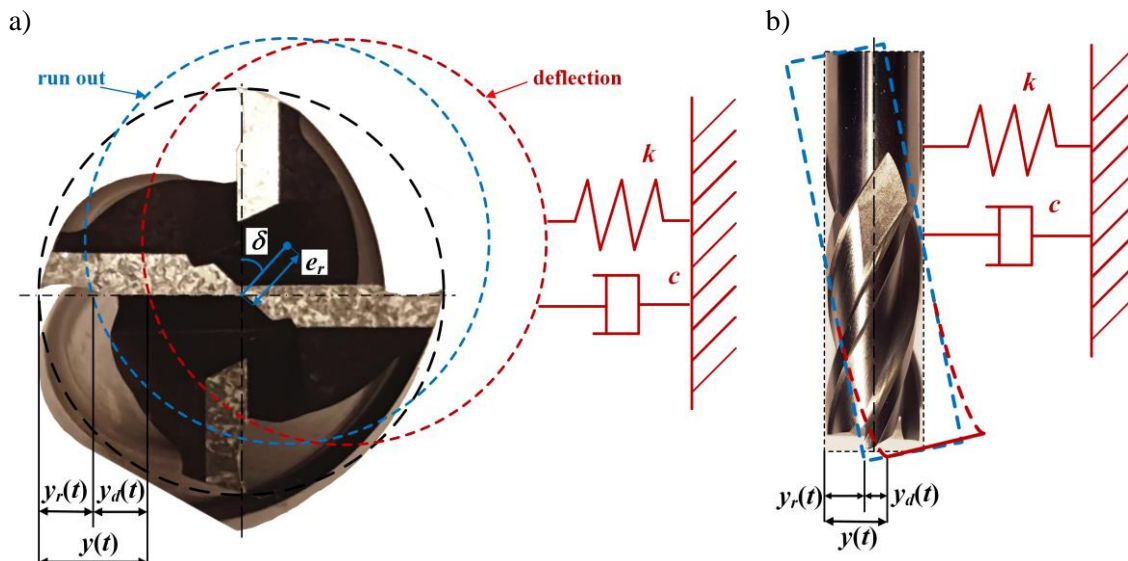 a)
run out
deflection
k
c
δ
e_r
y_r(t)
y_d(t)
y(t)
b)
k
c
y_r(t)
y_d(t)
y(t)